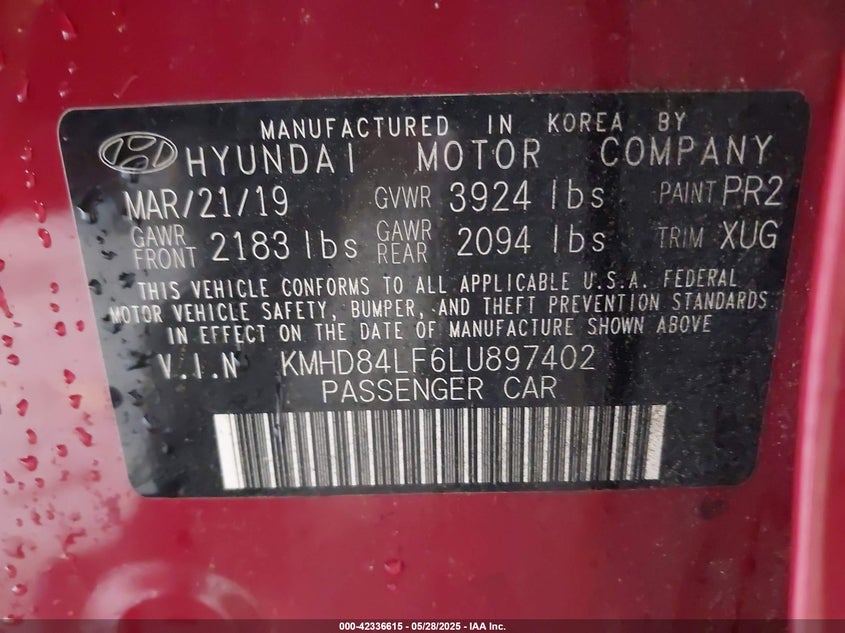 MANUFACTURED IN KOREA BY
HYUNDAI MOTOR COMPANY
MAR/21/19 GVWR 3924 lbs PAINT PR2
GAWR FRONT 2183 lbs GAWR REAR 2094 lbs TRIM XUG
THIS VEHICLE CONFORMS TO ALL APPLICABLE U.S.A. FEDERAL
MOTOR VEHICLE SAFETY, BUMPER, AND THEFT PREVENTION STANDARDS
IN EFFECT ON THE DATE OF MANUFACTURE SHOWN ABOVE
V.I.N KMHD84LF6LU897402
PASSENGER CAR
000-42336615 - 05/28/2025 - IAA Inc.